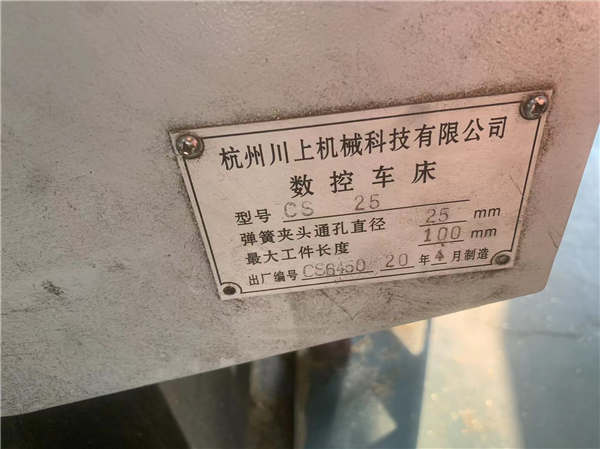 杭州川上机械科技有限公司
数控车床
型号 CS 25
弹簧夹头通孔直径 25 mm
最大工件长度 100 mm
出厂编号 CS6450 20 年 4 月制造